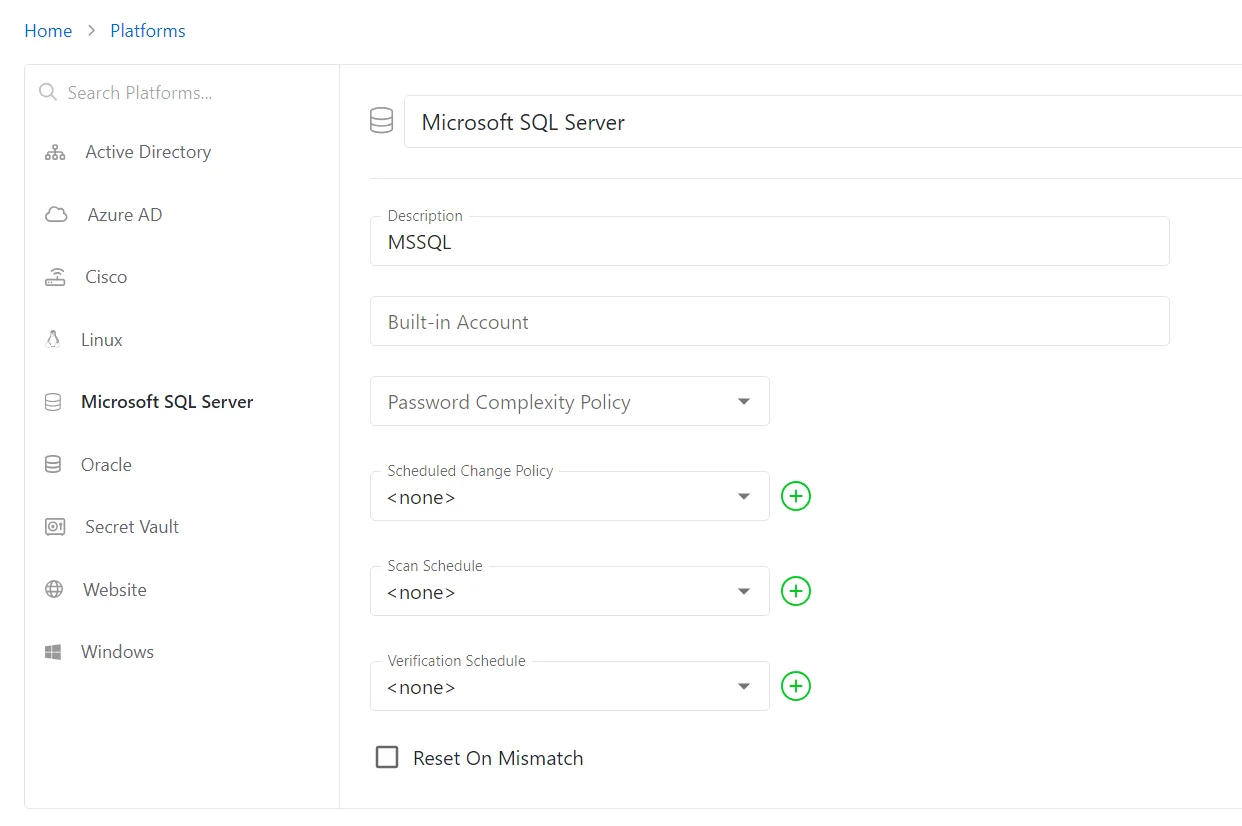 Home > Platforms
Search Platforms...
Active Directory
Azure AD
Cisco
Linux
Microsoft SQL Server
Oracle
Secret Vault
Website
Windows
Microsoft SQL Server
Description
MSSQL
Built-in Account
Password Complexity Policy
Scheduled Change Policy
<none>
Scan Schedule
<none>
Verification Schedule
<none>
Reset On Mismatch